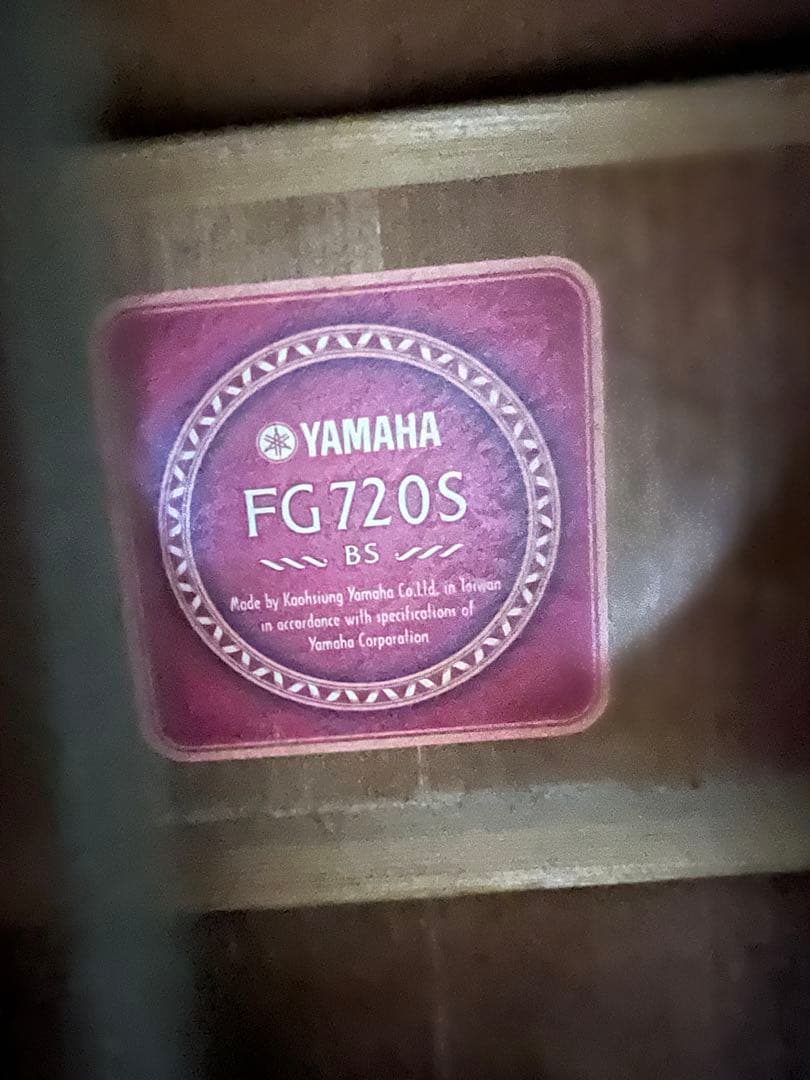 YAMAHA
FG720S
BS
Made by Kaohsiung Yamaha Co.Ltd. in Taiwan
in accordance with specifications of
Yamaha Corporation